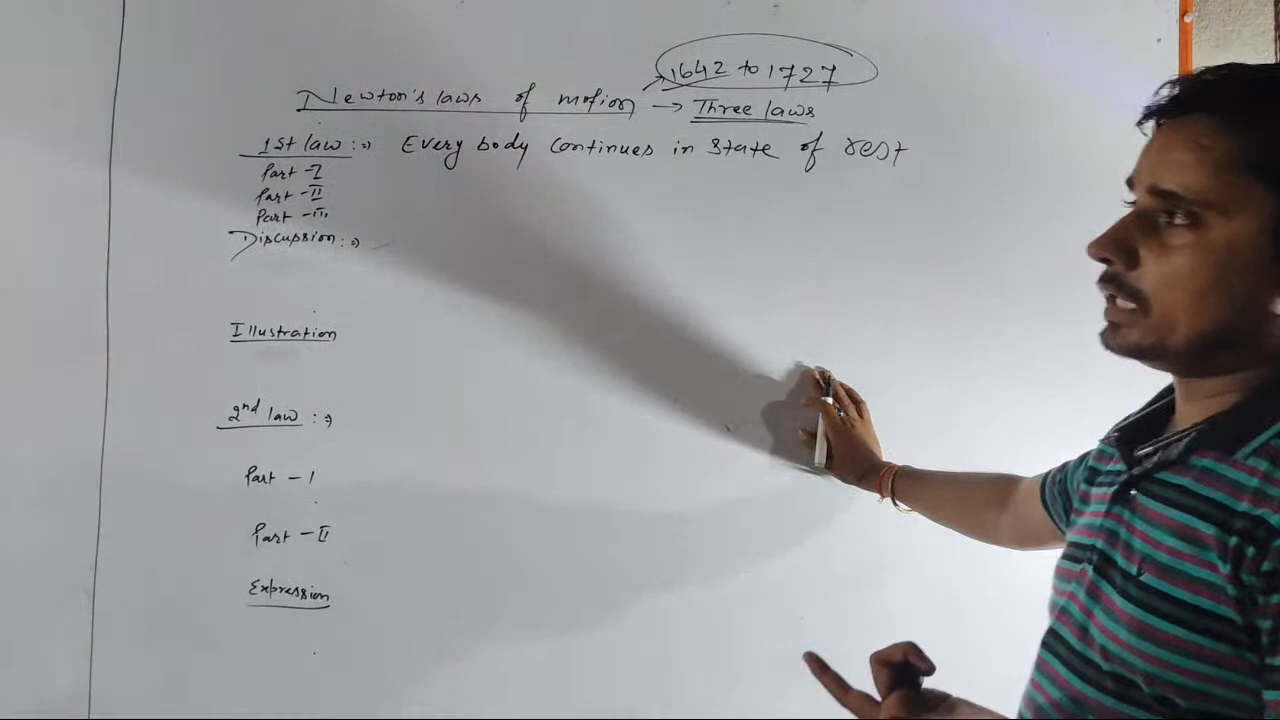 1642 to 1727
Newton's laws of motion → Three laws
1st law :⇒ Every body continues in state of rest
Part - I
Part - II
Part - III
Discussion :⇒
Illustration
2nd law :⇒
Part - 1
Part - II
Expression